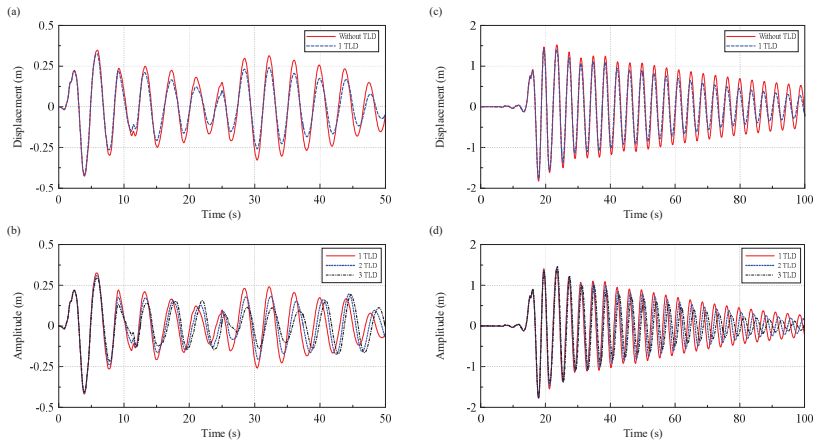 (a)
Without TLD
1 TLD
Displacement (m)
0.5
0.25
0
-0.25
-0.5
0
10
20
30
40
50
Time (s)
(c)
Without TLD
1 TLD
Displacement (m)
2
1
0
-1
-2
0
20
40
60
80
100
Time (s)
(b)
1 TLD
2 TLD
3 TLD
Amplitude (m)
0.5
0.25
0
-0.25
-0.5
0
10
20
30
40
50
Time (s)
(d)
1 TLD
2 TLD
3 TLD
Amplitude (m)
2
1
0
-1
-2
0
20
40
60
80
100
Time (s)